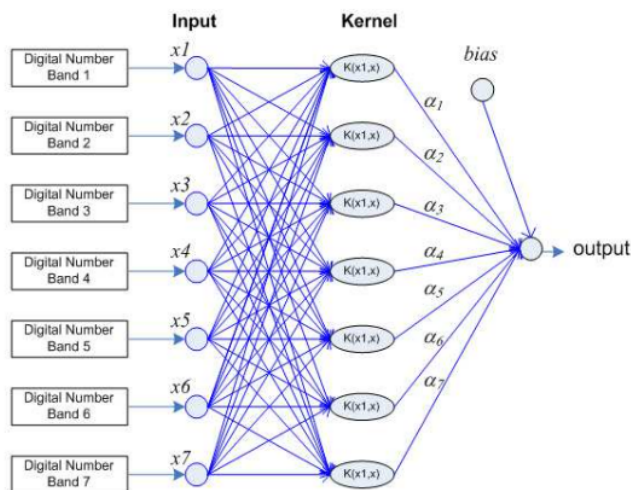 Input
Kernel
Digital Number
Band 1
x1
K(x1,x)
α1
bias
Digital Number
Band 2
x2
K(x1,x)
α2
Digital Number
Band 3
x3
K(x1,x)
α3
Digital Number
Band 4
x4
K(x1,x)
α4
output
Digital Number
Band 5
x5
K(x1,x)
α5
Digital Number
Band 6
x6
K(x1,x)
α6
Digital Number
Band 7
x7
K(x1,x)
α7